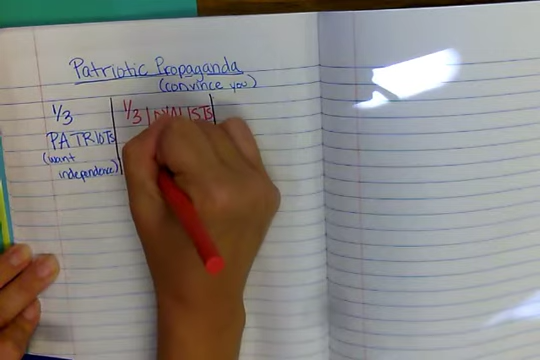 Patriotic Propaganda
(convince you)
1/3
PATRIOTS
(want
independence)
1/3
LOYALISTS